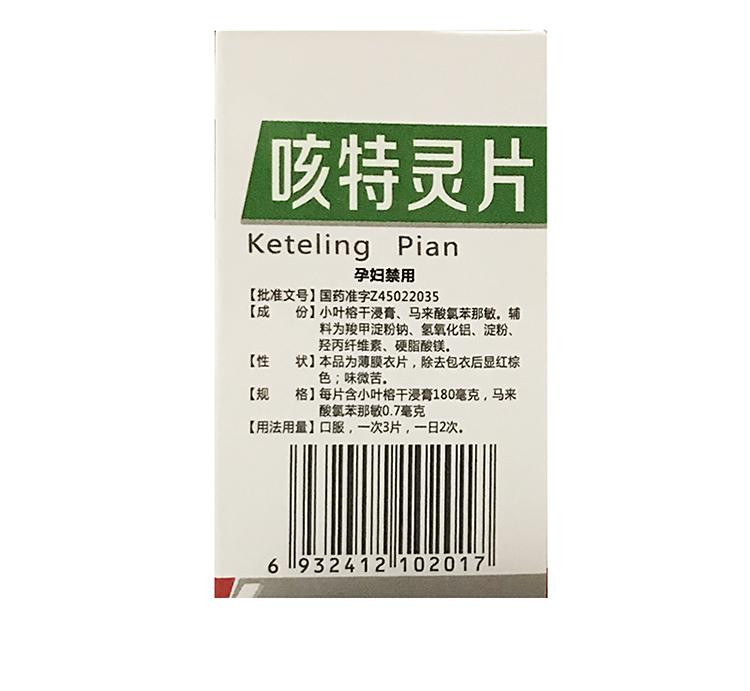 咳特灵片
Keteling Pian
孕妇禁用
【批准文号】国药准字Z45022035
【成 份】小叶榕干浸膏、马来酸氯苯那敏。辅
料为羧甲淀粉钠、氢氧化铝、淀粉、
羟丙纤维素、硬脂酸镁。
【性 状】本品为薄膜衣片，除去包衣后显红棕
色；味微苦。
【规 格】每片含小叶榕干浸膏180毫克，马来
酸氯苯那敏0.7毫克
【用法用量】口服，一次3片，一日2次。
6 932412 102017